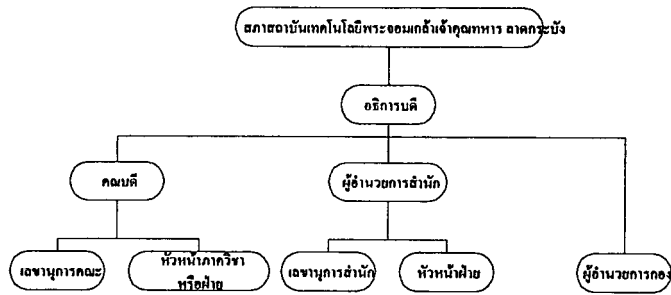 สภาสถาบันเทคโนโลยีพระจอมเกล้าเจ้าคุณทหาร ลาดกระบัง
อธิการบดี
คณบดี
ผู้อำนวยการสำนัก
เลขานุการคณะ
หัวหน้าภาควิชา
หรือฝ่าย
เลขานุการสำนัก
หัวหน้าฝ่าย
ผู้อำนวยการกอง